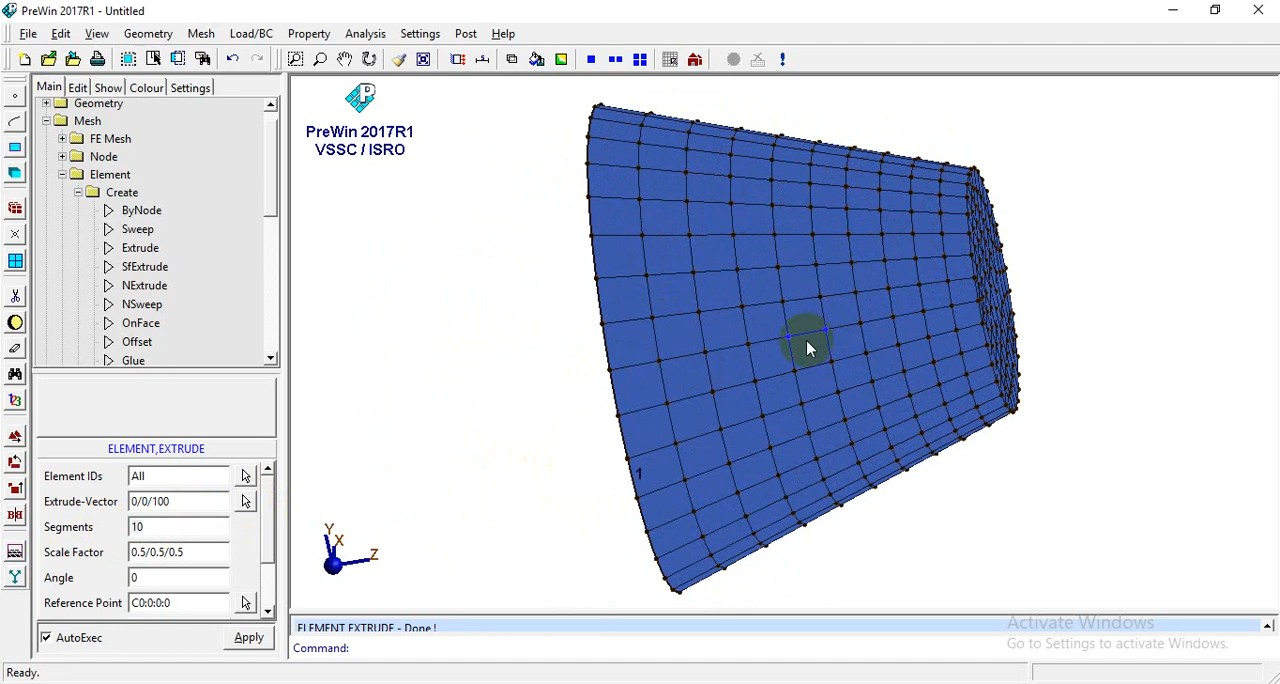 PreWin 2017R1 - Untitled
File Edit View Geometry Mesh Load/BC Property Analysis Settings Post Help
Main Edit Show Colour Settings
Geometry
Mesh
FE Mesh
Node
Element
Create
ByNode
Sweep
Extrude
SfExtrude
NExtrude
NSweep
OnFace
Offset
Glue
ELEMENT,EXTRUDE
Element IDs All
Extrude-Vector 0/0/100
Segments 10
Scale Factor 0.5/0.5/0.5
Angle 0
Reference Point C0:0:0:0
AutoExec Apply
PreWin 2017R1
VSSC / ISRO
1
Y
X
Z
ELEMENT EXTRUDE - Done !
Command:
Activate Windows
Go to Settings to activate Windows.
Ready.